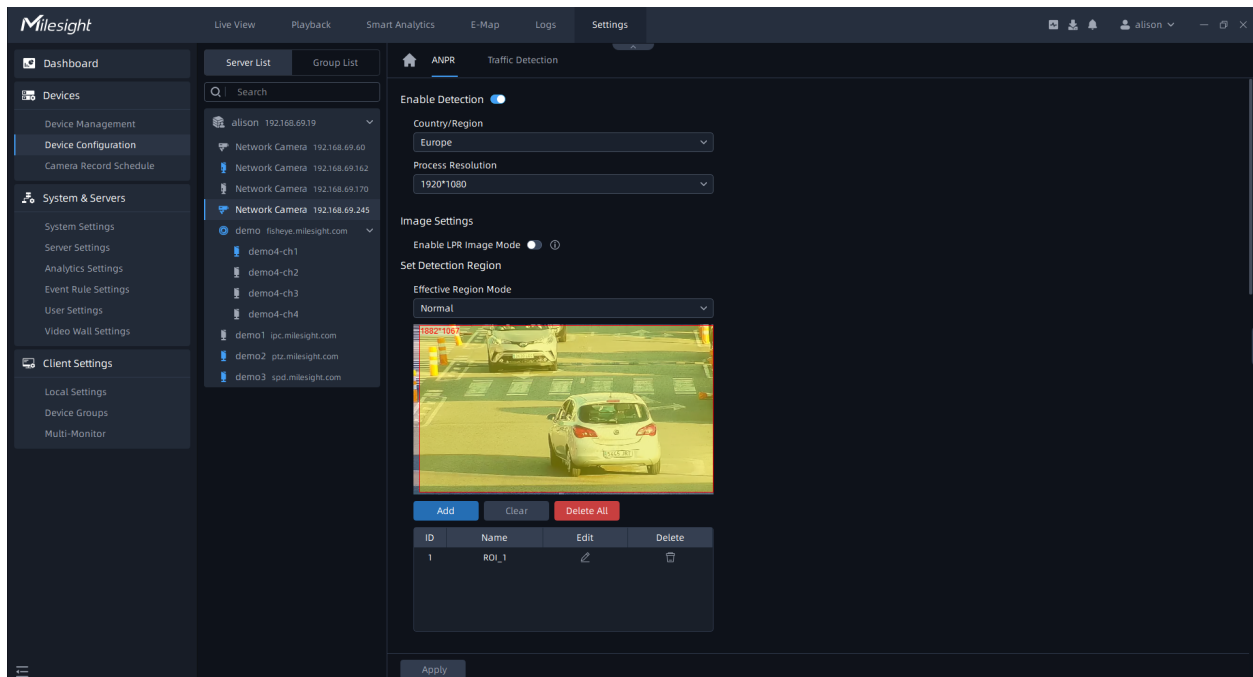 Milesight
Live View Playback Smart Analytics E-Map Logs Settings alison
Dashboard
Devices
Device Management
Device Configuration
Camera Record Schedule
System & Servers
System Settings
Server Settings
Analytics Settings
Event Rule Settings
User Settings
Video Wall Settings
Client Settings
Local Settings
Device Groups
Multi-Monitor
Server List Group List
Search
alison 192.168.69.19
Network Camera 192.168.69.60
Network Camera 192.168.69.162
Network Camera 192.168.69.170
Network Camera 192.168.69.245
demo fisheye.milesight.com
demo4-ch1
demo4-ch2
demo4-ch3
demo4-ch4
demo1 ipc.milesight.com
demo2 ptz.milesight.com
demo3 spd.milesight.com
ANPR Traffic Detection
Enable Detection
Country/Region
Europe
Process Resolution
1920*1080
Image Settings
Enable LPR Image Mode
Set Detection Region
Effective Region Mode
Normal
1882*1067
Add Clear Delete All
ID Name Edit Delete
1 ROI_1
Apply